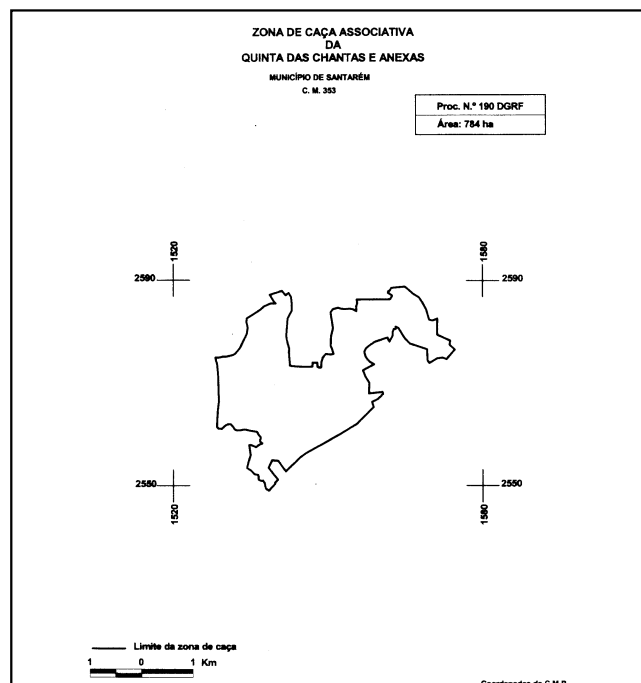 ZONA DE CAÇA ASSOCIATIVA
DA
QUINTA DAS CHANTAS E ANEXAS
MUNICÍPIO DE SANTARÉM
C. M. 353
Proc. N.º 190 DGRF
Área: 784 ha
1520
1580
2590
2590
2550
2550
1520
1580
Limite da zona de caça
1 0 1 Km